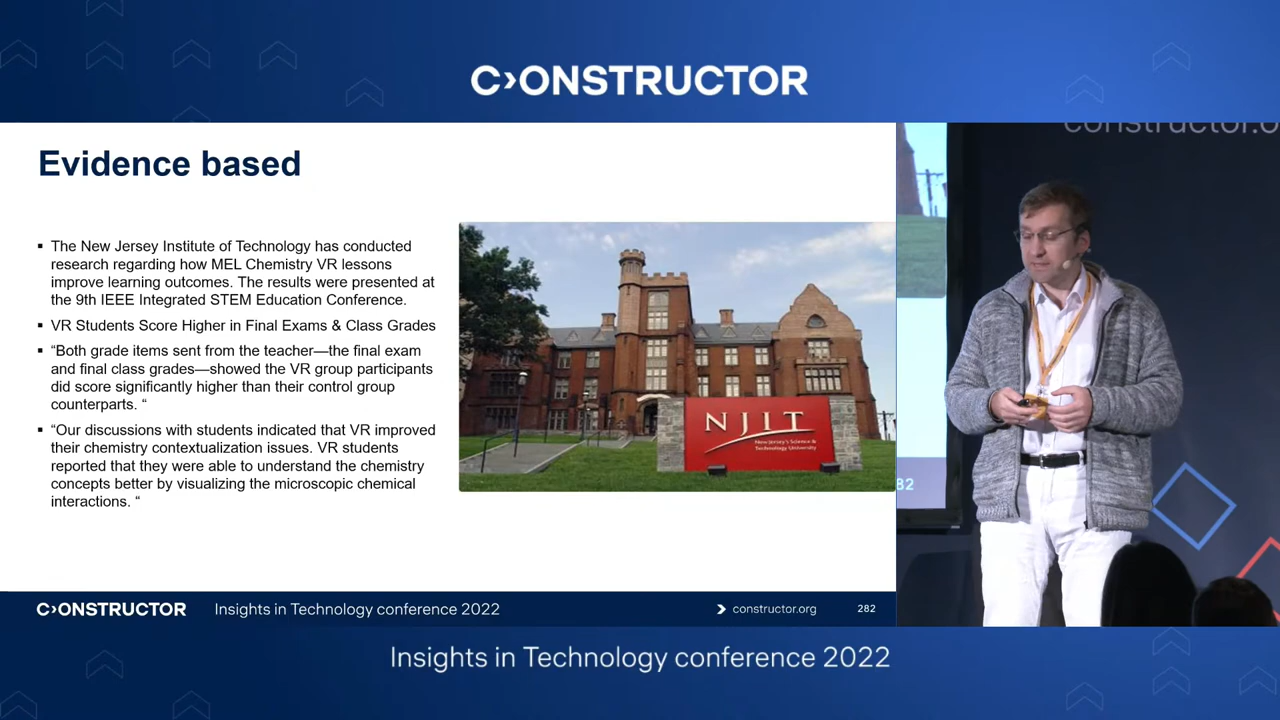 C›ONSTRUCTOR
constructor.o
Evidence based
▪ The New Jersey Institute of Technology has conducted
research regarding how MEL Chemistry VR lessons
improve learning outcomes. The results were presented at
the 9th IEEE Integrated STEM Education Conference.
▪ VR Students Score Higher in Final Exams & Class Grades
▪ “Both grade items sent from the teacher—the final exam
and final class grades—showed the VR group participants
did score significantly higher than their control group
counterparts. “
▪ “Our discussions with students indicated that VR improved
their chemistry contextualization issues. VR students
reported that they were able to understand the chemistry
concepts better by visualizing the microscopic chemical
interactions. “
NJIT
New Jersey's Science &
Technology University
82
C›ONSTRUCTOR
Insights in Technology conference 2022
constructor.org
282
Insights in Technology conference 2022